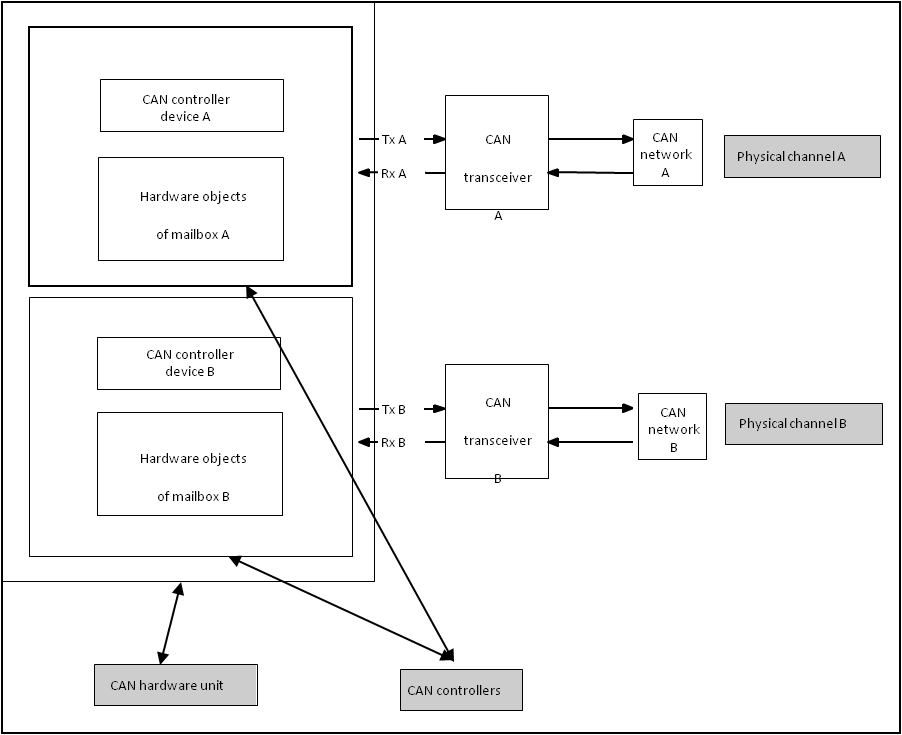 CAN controller
device A
Hardware objects
of mailbox A
Tx A
Rx A
CAN
transceiver
A
CAN
network
A
Physical channel A
CAN controller
device B
Hardware objects
of mailbox B
Tx B
Rx B
CAN
transceiver
B
CAN
network
B
Physical channel B
CAN hardware unit
CAN controllers